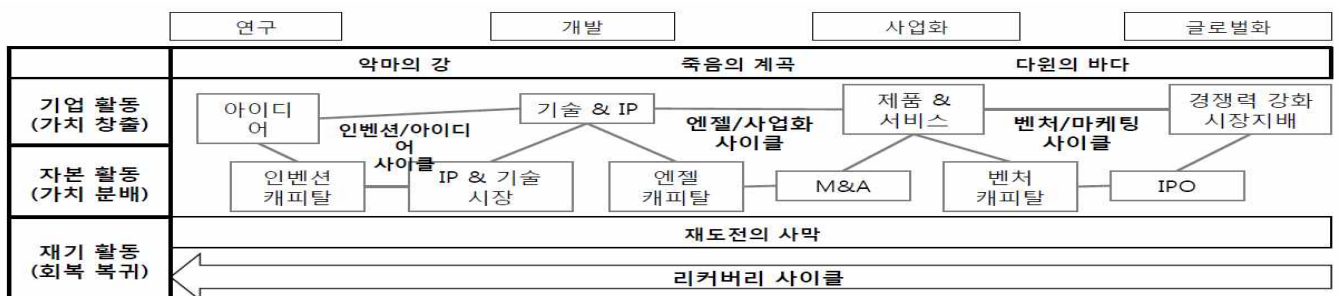 연구 개발 사업화 글로벌화
악마의 강 죽음의 계곡 다윈의 바다
기업 활동
(가치 창출)
아이디
어
기술 & IP
제품 &
서비스
경쟁력 강화
시장지배
인벤션/아이디
어
사이클
엔젤/사업화
사이클
벤처/마케팅
사이클
자본 활동
(가치 분배)
인벤션
캐피탈
IP & 기술
시장
엔젤
캐피탈
M&A
벤처
캐피탈
IPO
재기 활동
(회복 복귀)
재도전의 사막
리커버리 사이클